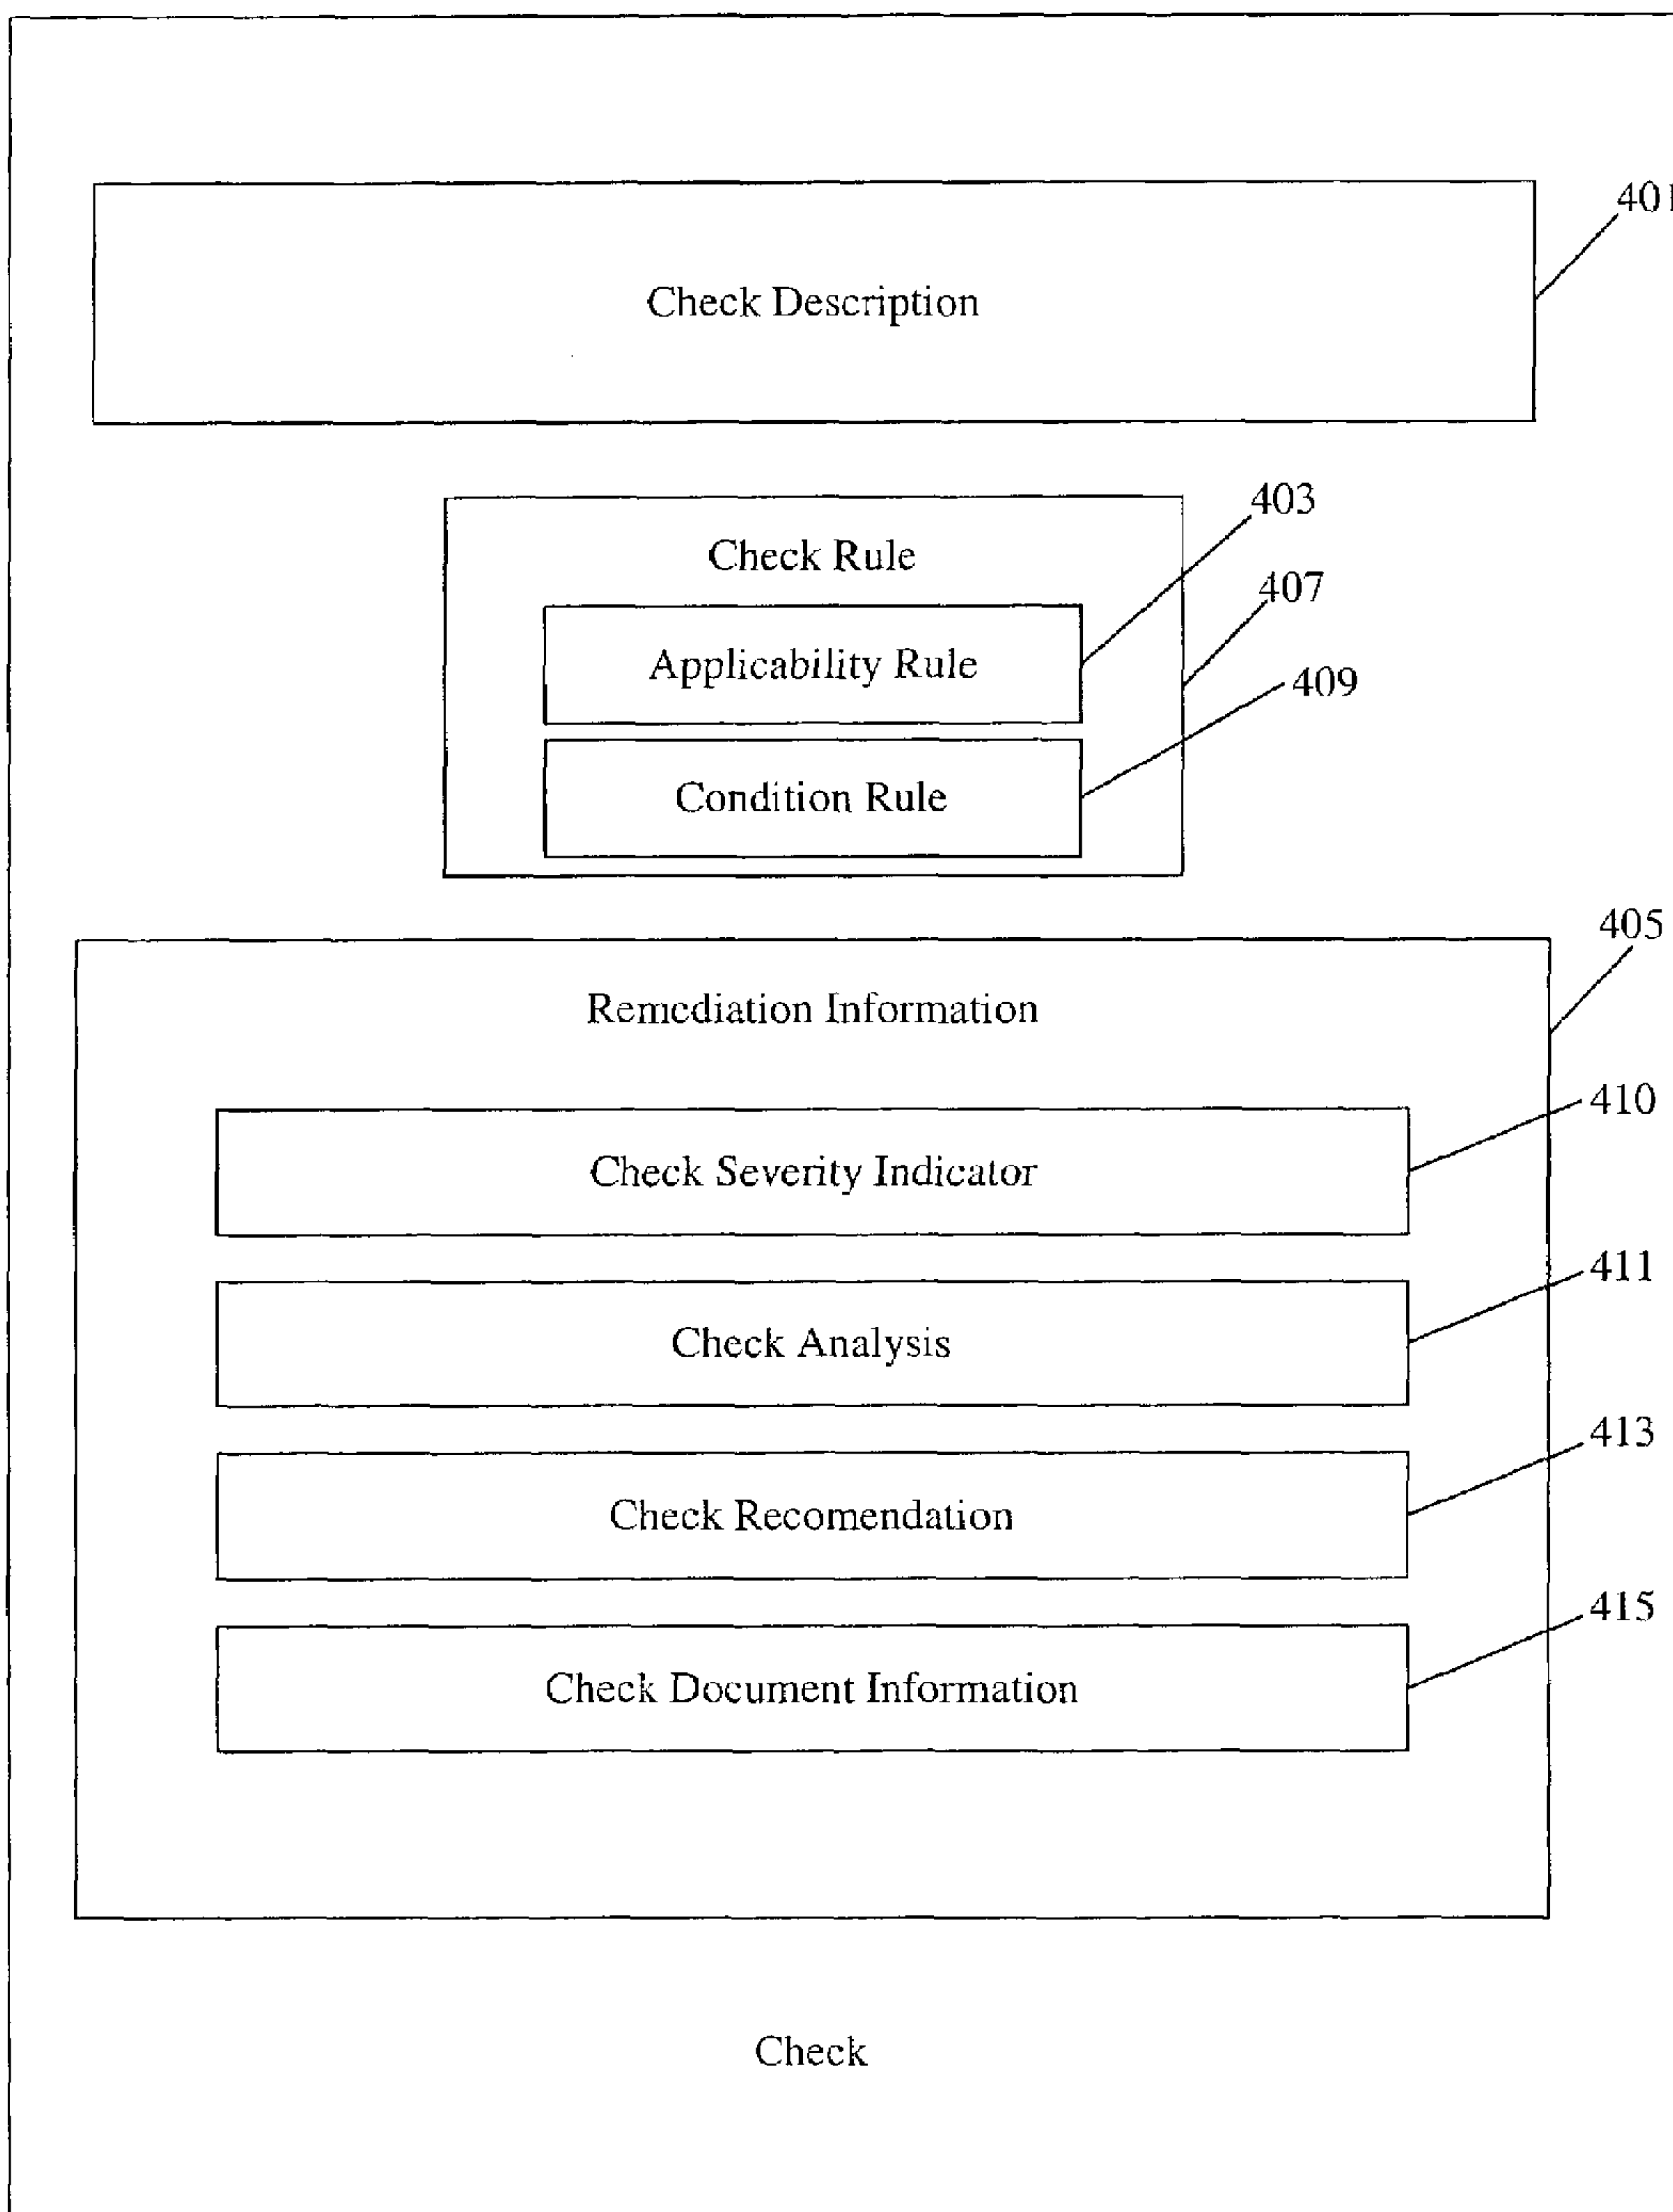 401
Check Description
403
Check Rule
407
Applicability Rule
409
Condition Rule
405
Remediation Information
410
Check Severity Indicator
411
Check Analysis
413
Check Recomendation
415
Check Document Information
Check